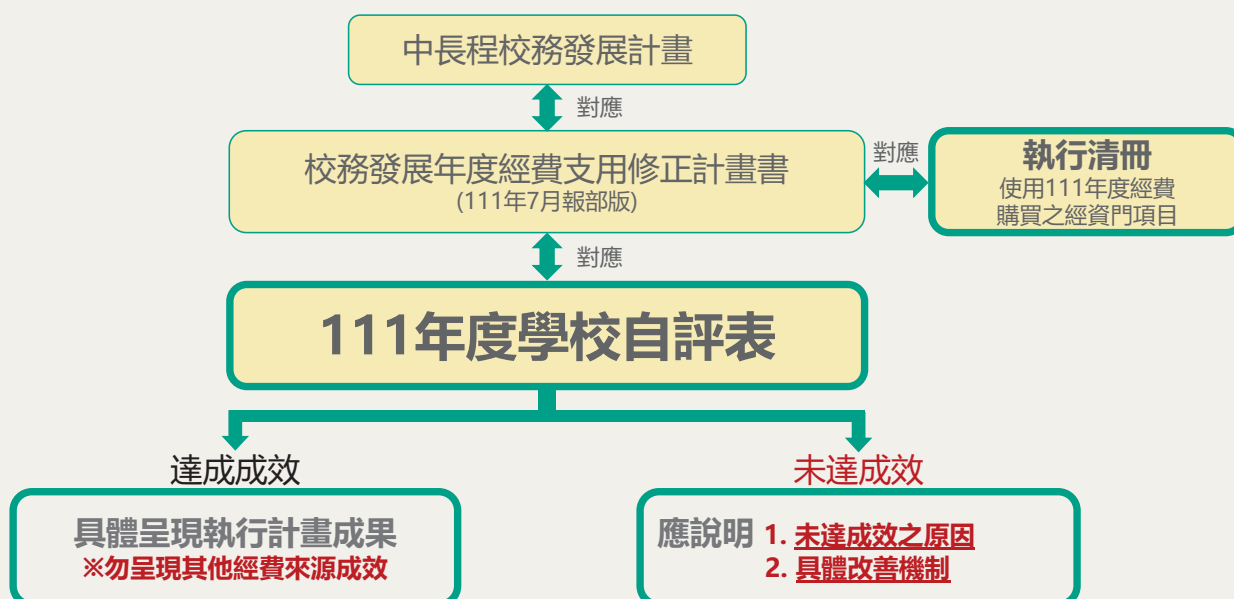 中長程校務發展計畫
對應
校務發展年度經費支用修正計畫書
(111年7月報部版)
對應
執行清冊
使用111年度經費
購買之經資門項目
對應
111年度學校自評表
達成成效
未達成效
具體呈現執行計畫成果
※勿呈現其他經費來源成效
應說明 1. 未達成效之原因
2. 具體改善機制